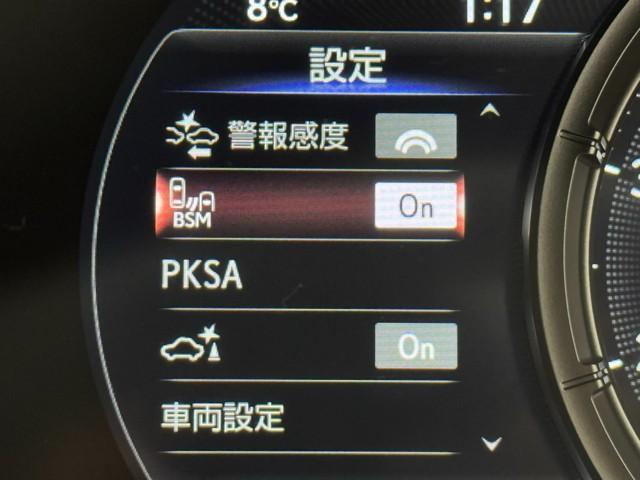 8℃ 1:17
設定
警報感度
BSM On
PKSA
On
車両設定